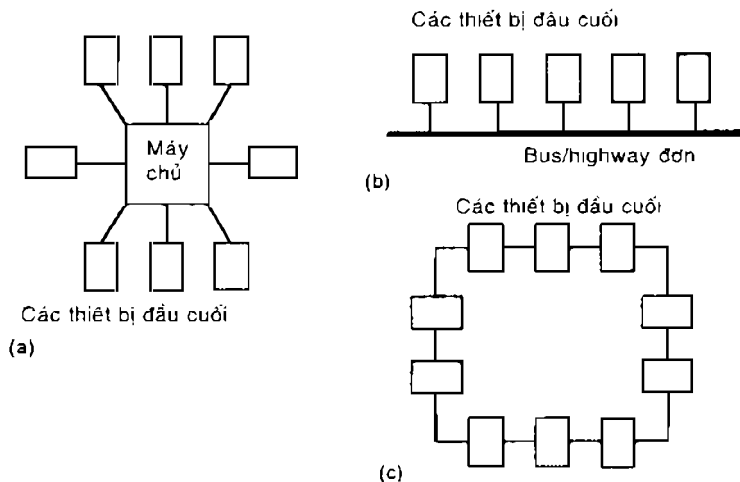 Máy
chủ
Các thiết bị đầu cuối
(a)
Các thiết bị đâu cuối
Bus/highway đơn
(b)
Các thiết bị đầu cuối
(c)